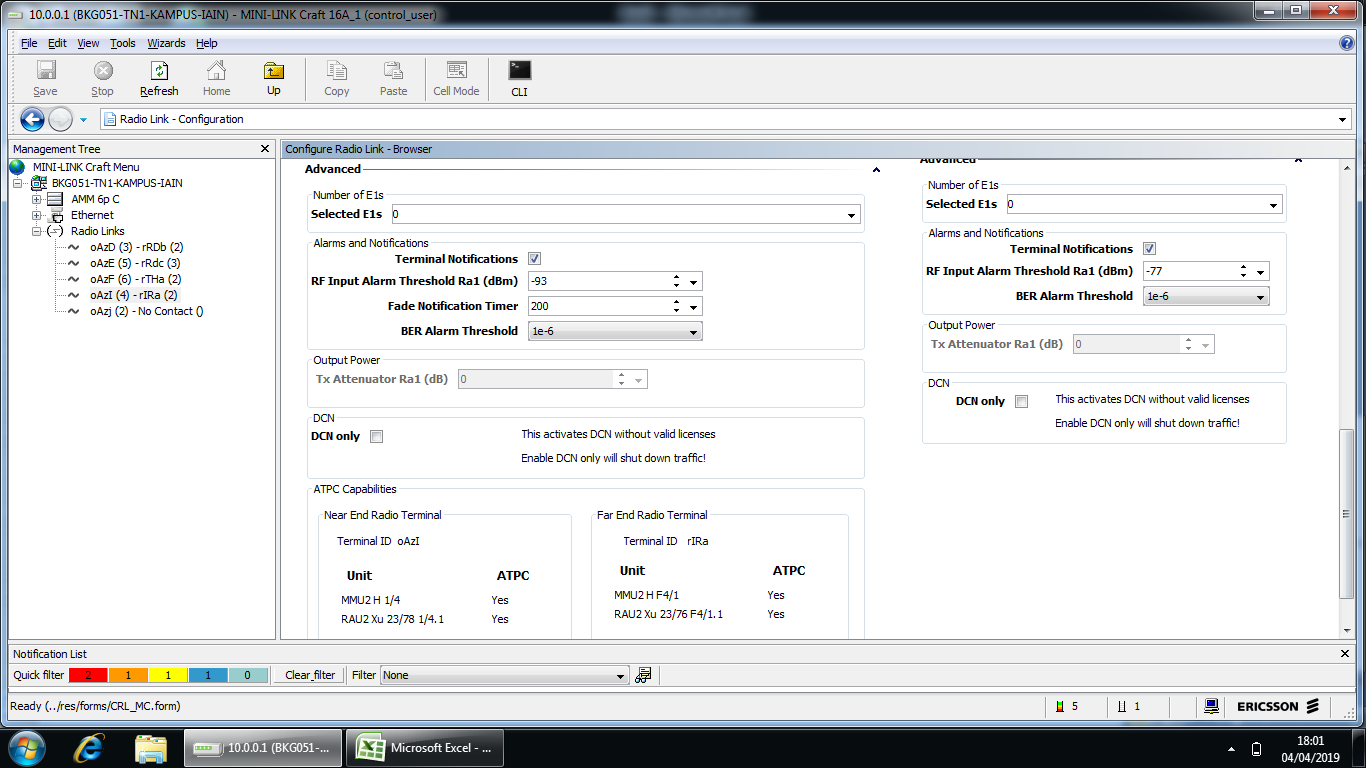 10.0.0.1 (BKG051-TN1-KAMPUS-IAIN) - MINI-LINK Craft 16A_1 (control_user)
File Edit View Tools Wizards Help
Save Stop Refresh Home Up Copy Paste Cell Mode CLI
Radio Link - Configuration
Management Tree
MINI-LINK Craft Menu
BKG051-TN1-KAMPUS-IAIN
AMM 6p C
Ethernet
Radio Links
oAzD (3) - rRDb (2)
oAzE (5) - rRdc (3)
oAzF (6) - rTHa (2)
oAzI (4) - rIRa (2)
oAzj (2) - No Contact ()
Configure Radio Link - Browser
Advanced
Number of E1s
Selected E1s 0
Alarms and Notifications
Terminal Notifications
RF Input Alarm Threshold Ra1 (dBm) -93
Fade Notification Timer 200
BER Alarm Threshold 1e-6
Output Power
Tx Attenuator Ra1 (dB) 0
DCN
DCN only This activates DCN without valid licenses
Enable DCN only will shut down traffic!
ATPC Capabilities
Near End Radio Terminal
Terminal ID oAzI
Unit ATPC
MMU2 H 1/4 Yes
RAU2 Xu 23/78 1/4.1 Yes
Far End Radio Terminal
Terminal ID rIRa
Unit ATPC
MMU2 H F4/1 Yes
RAU2 Xu 23/76 F4/1.1 Yes
Advanced
Number of E1s
Selected E1s 0
Alarms and Notifications
Terminal Notifications
RF Input Alarm Threshold Ra1 (dBm) -77
BER Alarm Threshold 1e-6
Output Power
Tx Attenuator Ra1 (dB) 0
DCN
DCN only This activates DCN without valid licenses
Enable DCN only will shut down traffic!
Notification List
Quick filter 2 1 1 1 0 Clear filter Filter None
Ready (../res/forms/CRL_MC.form) 5 1 ERICSSON
10.0.0.1 (BKG051-... Microsoft Excel - ... 18:01
04/04/2019